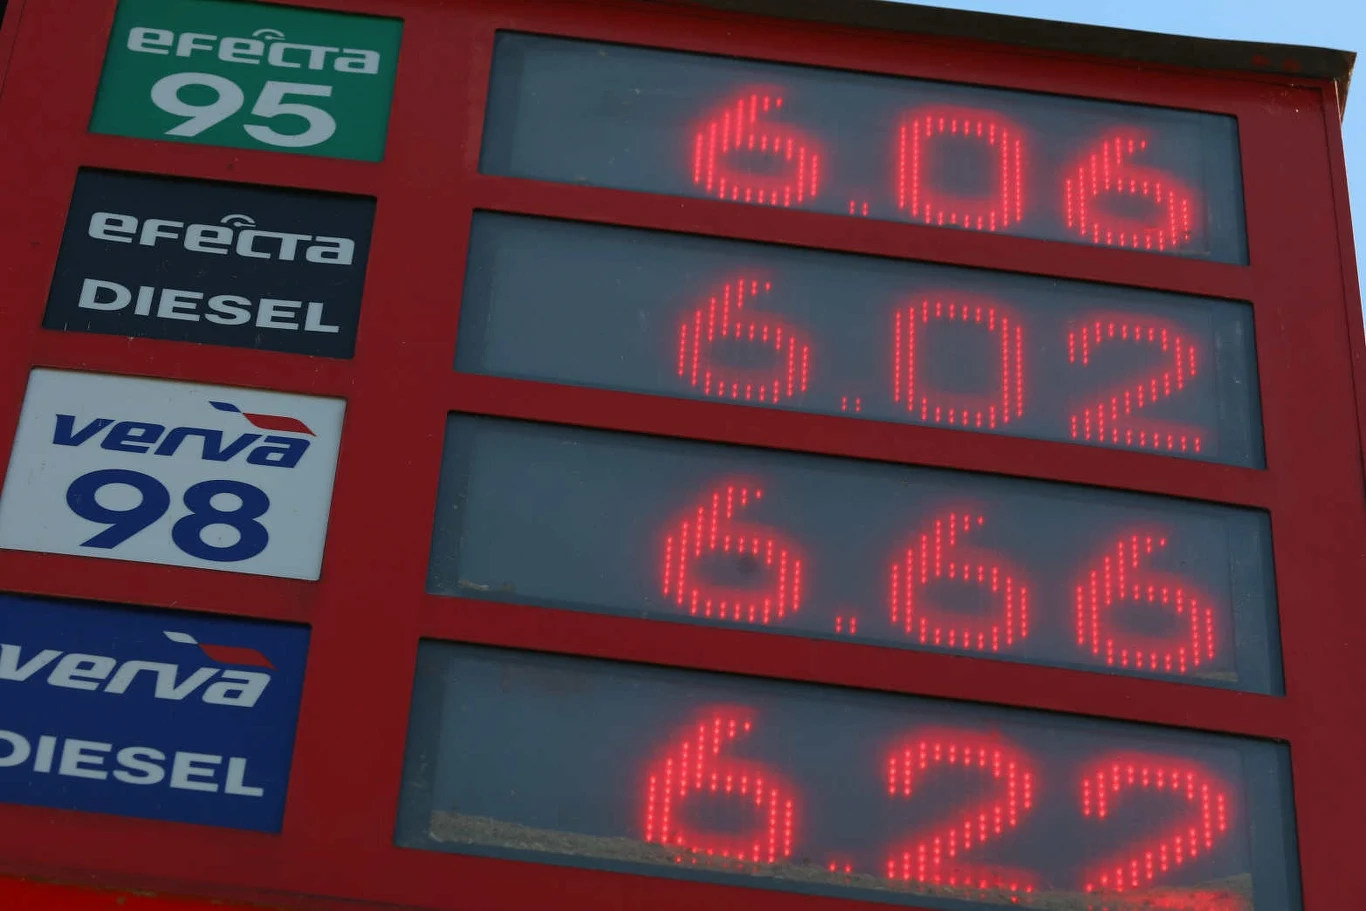 EFECTA
95
6.06
EFECTA
DIESEL
6.02
verva
98
6.66
verva
DIESEL
6.22